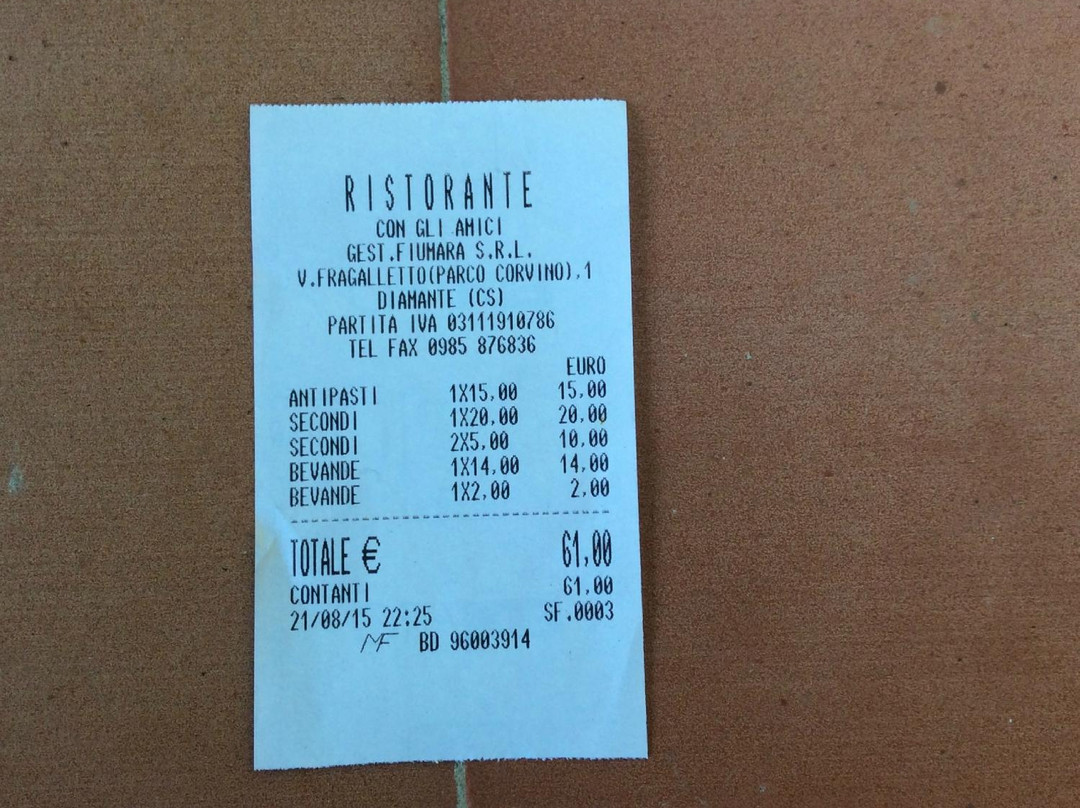 RISTORANTE
CON GLI AMICI
GEST.FIUMARA S.R.L.
V.FRAGALLETTO(PARCO CORVINO),1
DIAMANTE (CS)
PARTITA IVA 03111910786
TEL FAX 0985 876836
EURO
ANTIPASTI 1X15,00 15,00
SECONDI 1X20,00 20,00
SECONDI 2X5,00 10,00
BEVANDE 1X14,00 14,00
BEVANDE 1X2,00 2,00
TOTALE € 61,00
CONTANTI 61,00
21/08/15 22:25 SF.0003
MF BD 96003914